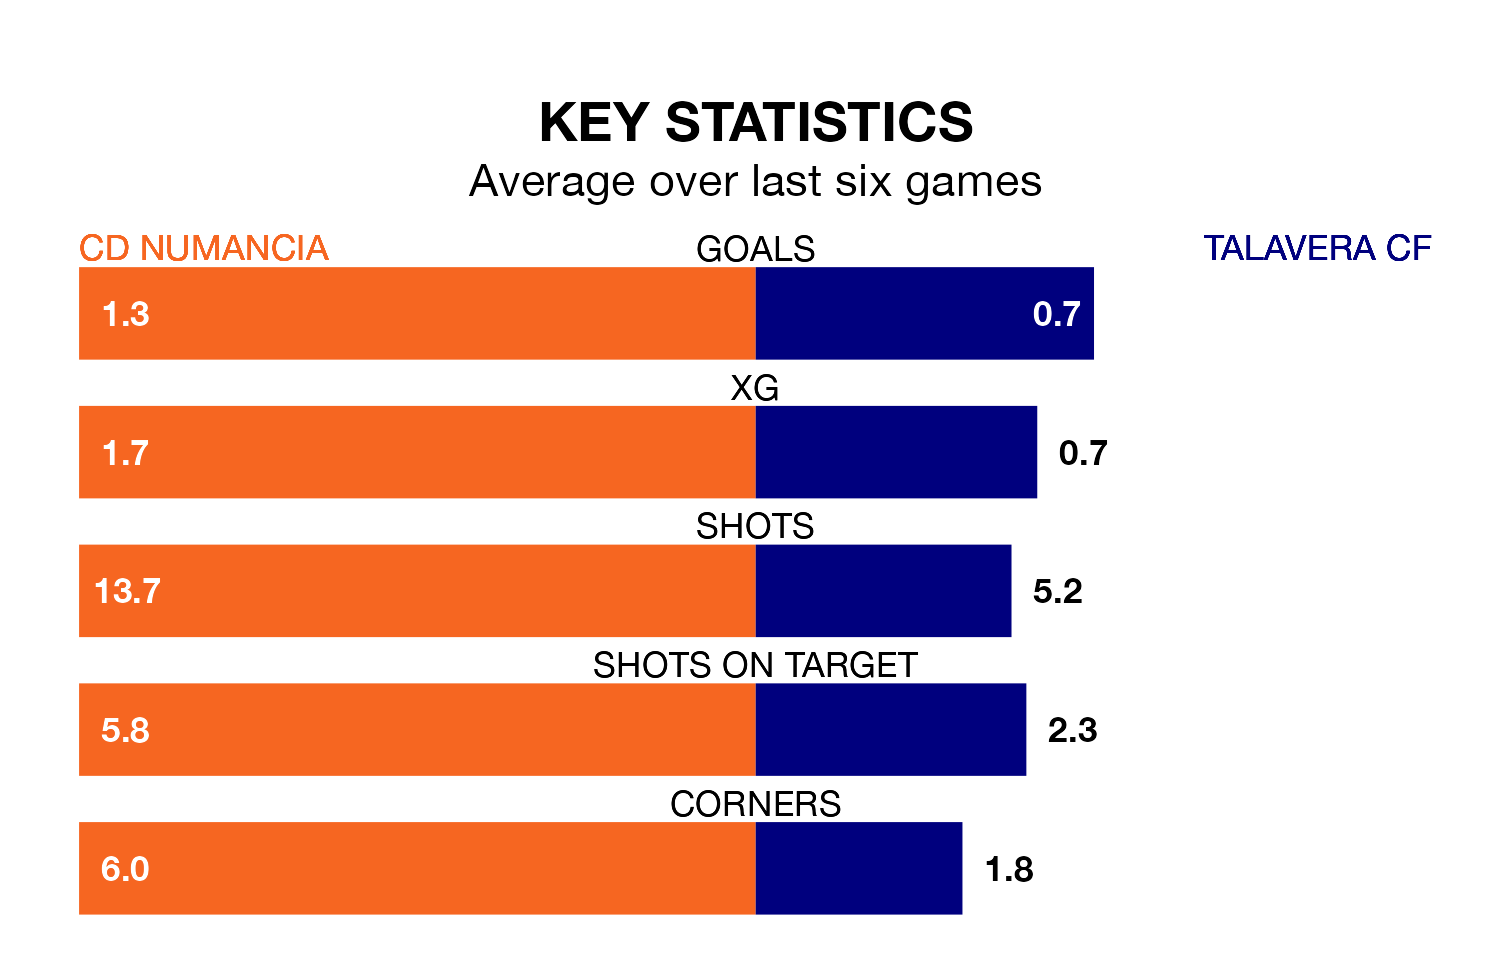 KEY STATISTICS
Average over last six games
CD NUMANCIA GOALS TALAVERA CF
1.3 0.7
XG
1.7 0.7
SHOTS
13.7 5.2
SHOTS ON TARGET
5.8 2.3
CORNERS
6.0 1.8